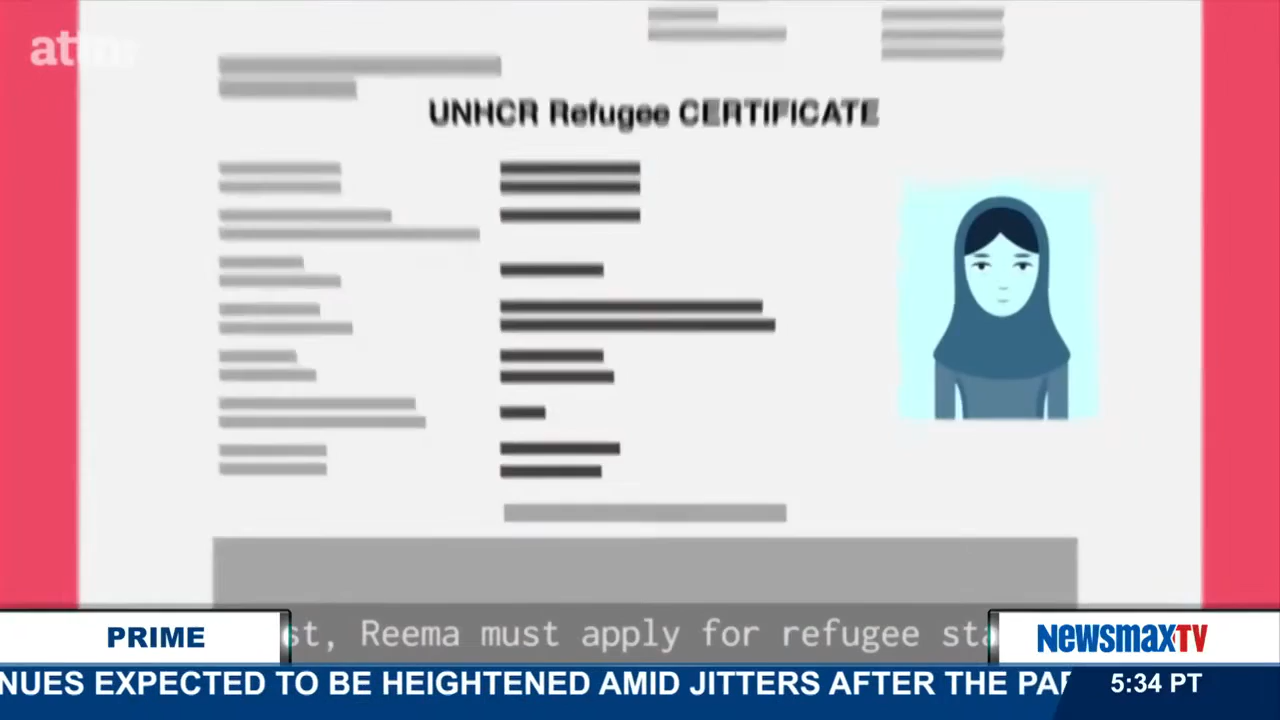 attn:
UNHCR Refugee CERTIFICATE
st, Reema must apply for refugee sta
PRIME
NEWSMAXTV
NUES EXPECTED TO BE HEIGHTENED AMID JITTERS AFTER THE PAR
5:34 PT